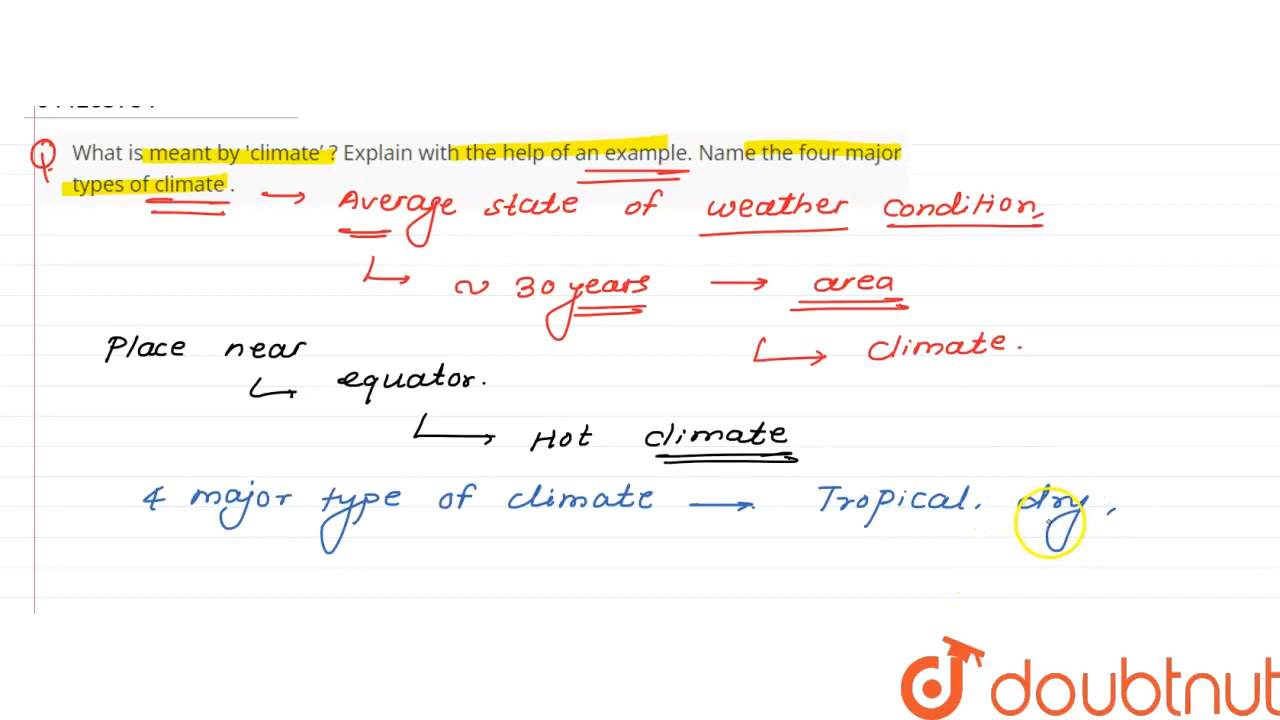 Q. What is meant by 'climate' ? Explain with the help of an example. Name the four major
types of climate .
→ Average state of weather condition.
↳ ~ 30 years → area
↳ climate.
Place near
↳ equator.
↳ Hot climate
4 major type of climate → Tropical, dry,
doubtnut